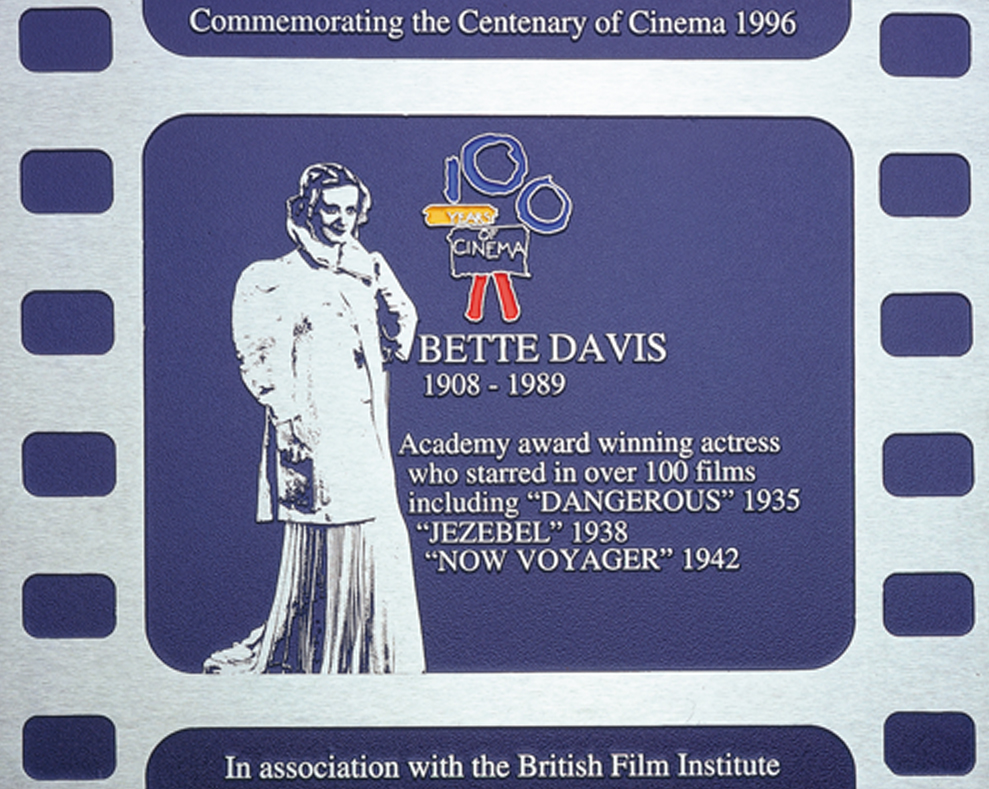 Commemorating the Centenary of Cinema 1996
100
YEARS
OF
CINEMA
BETTE DAVIS
1908 - 1989
Academy award winning actress
who starred in over 100 films
including “DANGEROUS” 1935
“JEZEBEL” 1938
“NOW VOYAGER” 1942
In association with the British Film Institute